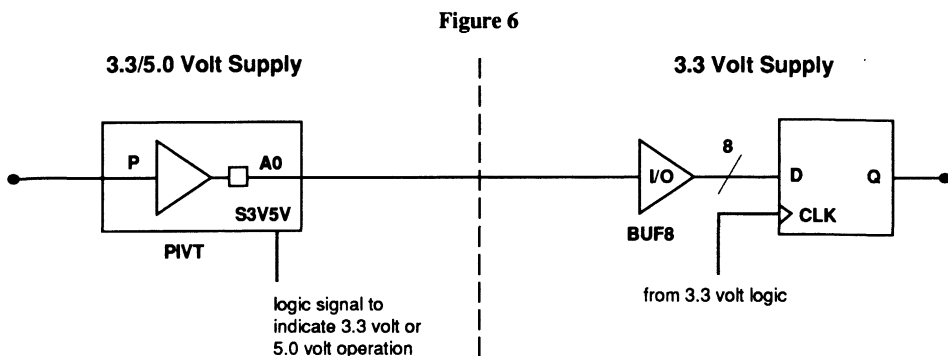 Figure 6
3.3/5.0 Volt Supply
3.3 Volt Supply
P
A0
S3V5V
PIVT
logic signal to
indicate 3.3 volt or
5.0 volt operation
I/O
BUF8
8
D
Q
CLK
from 3.3 volt logic